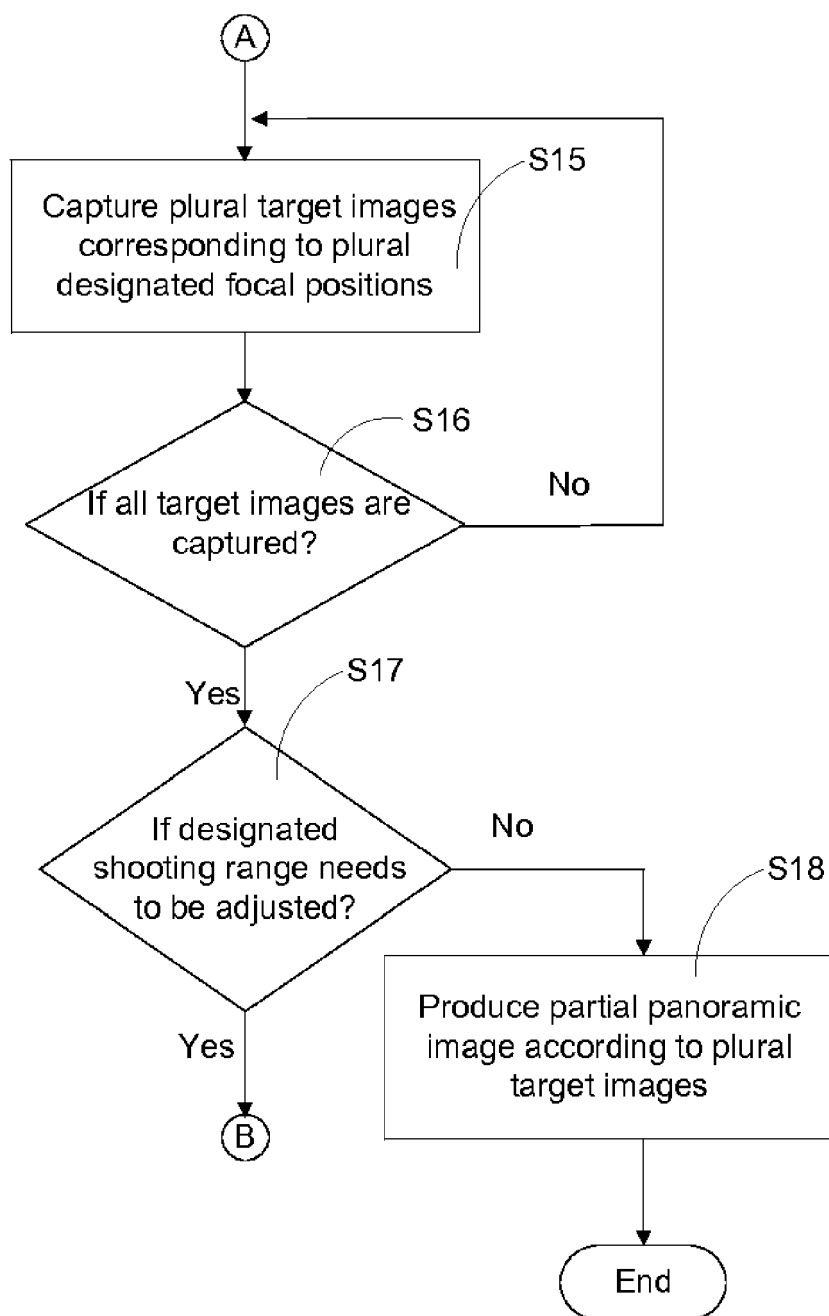 A
S15
Capture plural target images
corresponding to plural
designated focal positions
S16
If all target images are
captured?
No
Yes
S17
If designated
shooting range needs
to be adjusted?
No
S18
Produce partial panoramic
image according to plural
target images
Yes
B
End